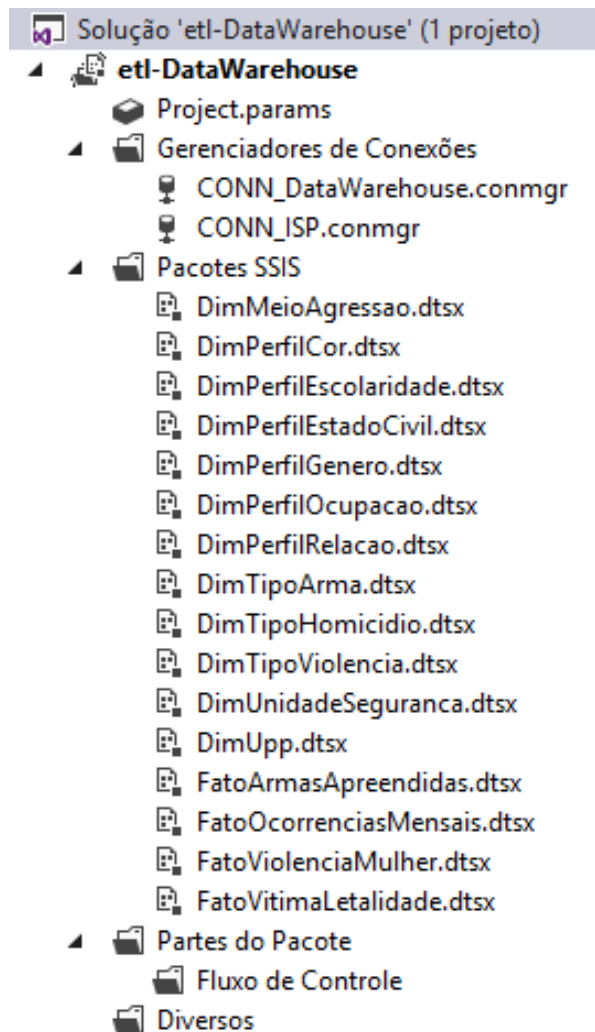 Solução 'etl-DataWarehouse' (1 projeto)
etl-DataWarehouse
Project.params
Gerenciadores de Conexões
CONN_DataWarehouse.conmgr
CONN_ISP.conmgr
Pacotes SSIS
DimMeioAgressao.dtsx
DimPerfilCor.dtsx
DimPerfilEscolaridade.dtsx
DimPerfilEstadoCivil.dtsx
DimPerfilGenero.dtsx
DimPerfilOcupacao.dtsx
DimPerfilRelacao.dtsx
DimTipoArma.dtsx
DimTipoHomicidio.dtsx
DimTipoViolencia.dtsx
DimUnidadeSeguranca.dtsx
DimUpp.dtsx
FatoArmasApreendidas.dtsx
FatoOcorrenciasMensais.dtsx
FatoViolenciaMulher.dtsx
FatoVitimaLetalidade.dtsx
Partes do Pacote
Fluxo de Controle
Diversos